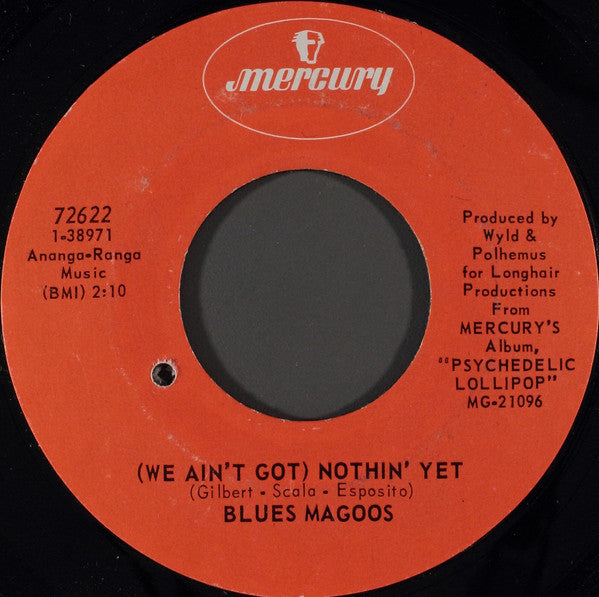 mercury
72622
1-38971
Ananga-Ranga
Music
(BMI) 2:10
Produced by
Wyld &
Polhemus
for Longhair
Productions
From
MERCURY'S
Album,
"PSYCHEDELIC
LOLLIPOP"
MG-21096
(WE AIN'T GOT) NOTHIN' YET
(Gilbert - Scala - Esposito)
BLUES MAGOOS